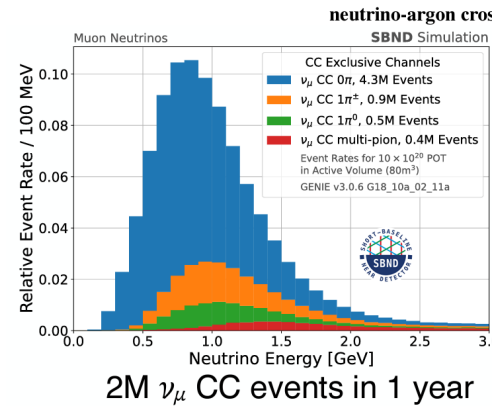 neutrino-argon cros
Muon Neutrinos
SBND Simulation
CC Exclusive Channels
νμ CC 0π, 4.3M Events
νμ CC 1π±, 0.9M Events
νμ CC 1π⁰, 0.5M Events
νμ CC multi-pion, 0.4M Events
Event Rates for 10 × 10²⁰ POT
in Active Volume (80m³)
GENIE v3.0.6 G18_10a_02_11a
SHORT-BASELINE
SBND
NEAR DETECTOR
Relative Event Rate / 100 MeV
0.10
0.08
0.06
0.04
0.02
0.00
0.0 0.5 1.0 1.5 2.0 2.5 3.
Neutrino Energy [GeV]
2M νμ CC events in 1 year